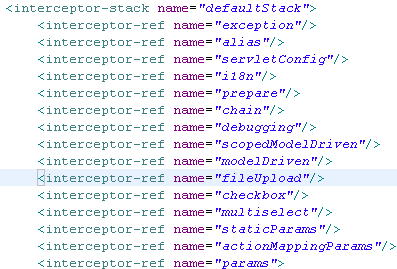 <interceptor-stack name="defaultStack">
<interceptor-ref name="exception"/>
<interceptor-ref name="alias"/>
<interceptor-ref name="servletConfig"/>
<interceptor-ref name="i18n"/>
<interceptor-ref name="prepare"/>
<interceptor-ref name="chain"/>
<interceptor-ref name="debugging"/>
<interceptor-ref name="scopedModelDriven"/>
<interceptor-ref name="modelDriven"/>
<interceptor-ref name="fileUpload"/>
<interceptor-ref name="checkbox"/>
<interceptor-ref name="multiselect"/>
<interceptor-ref name="staticParams"/>
<interceptor-ref name="actionMappingParams"/>
<interceptor-ref name="params">